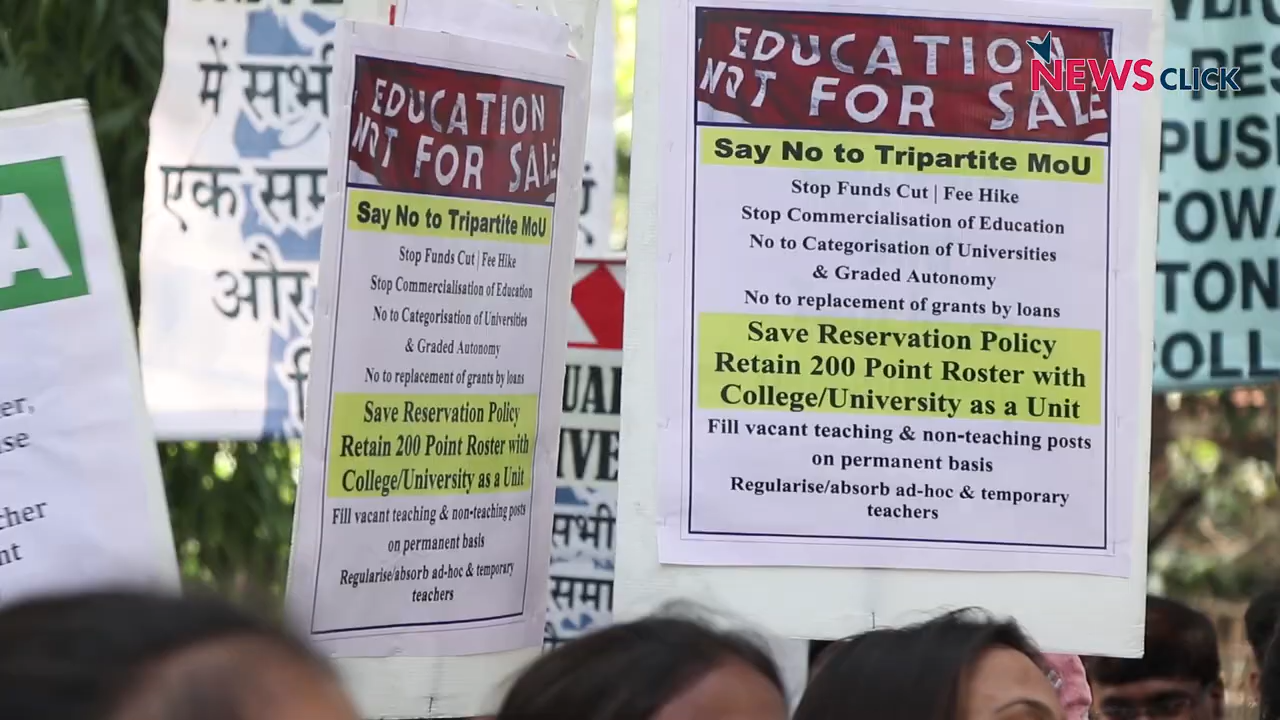 में सभी
एक सम
और
A
er,
se
cher
nt
EDUCATION
NOT FOR SALE
Say No to Tripartite MoU
Stop Funds Cut | Fee Hike
Stop Commercialisation of Education
No to Categorisation of Universities
& Graded Autonomy
No to replacement of grants by loans
Save Reservation Policy
Retain 200 Point Roster with
College/University as a Unit
Fill vacant teaching & non-teaching posts
on permanent basis
Regularise/absorb ad-hoc & temporary
teachers
UAL
IVE
सभी
समा
EDUCATION
NOT FOR SALE
Say No to Tripartite MoU
Stop Funds Cut | Fee Hike
Stop Commercialisation of Education
No to Categorisation of Universities
& Graded Autonomy
No to replacement of grants by loans
Save Reservation Policy
Retain 200 Point Roster with
College/University as a Unit
Fill vacant teaching & non-teaching posts
on permanent basis
Regularise/absorb ad-hoc & temporary
teachers
NEWSCLICK
RES
PUS
TOWA
TON
COLL